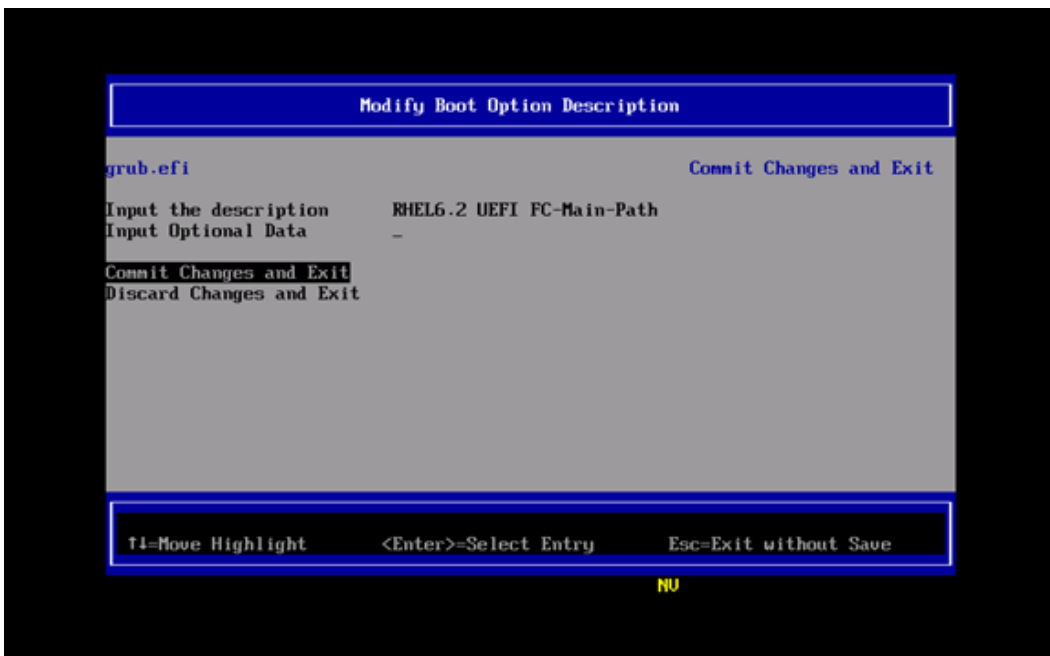 Modify Boot Option Description
grub.efi Commit Changes and Exit
Input the description RHEL6.2 UEFI FC-Main-Path
Input Optional Data _
Commit Changes and Exit
Discard Changes and Exit
↑↓=Move Highlight <Enter>=Select Entry Esc=Exit without Save
NV